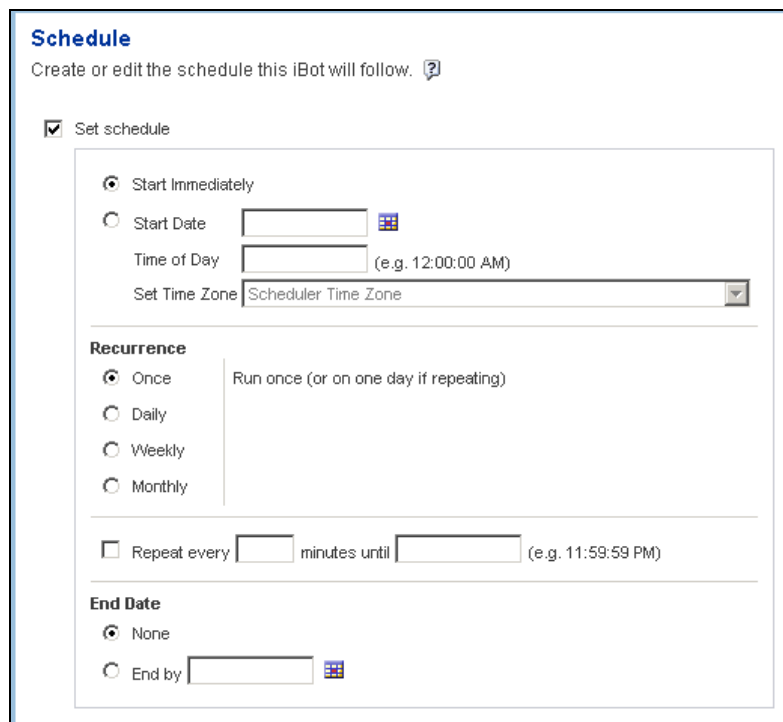 Schedule
Create or edit the schedule this iBot will follow. ?
Set schedule
Start Immediately
Start Date
Time of Day (e.g. 12:00:00 AM)
Set Time Zone Scheduler Time Zone
Recurrence
Once Run once (or on one day if repeating)
Daily
Weekly
Monthly
Repeat every minutes until (e.g. 11:59:59 PM)
End Date
None
End by